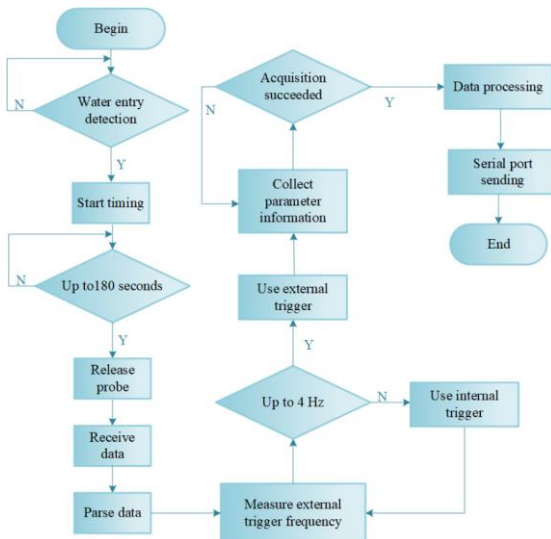 Begin
Water entry
detection
N
Y
Start timing
Up to180 seconds
N
Y
Release
probe
Receive
data
Parse data
Measure external
trigger frequency
Up to 4 Hz
N
Use internal
trigger
Y
Use external
trigger
Collect
parameter
information
Acquisition
succeeded
N
Y
Data processing
Serial port
sending
End